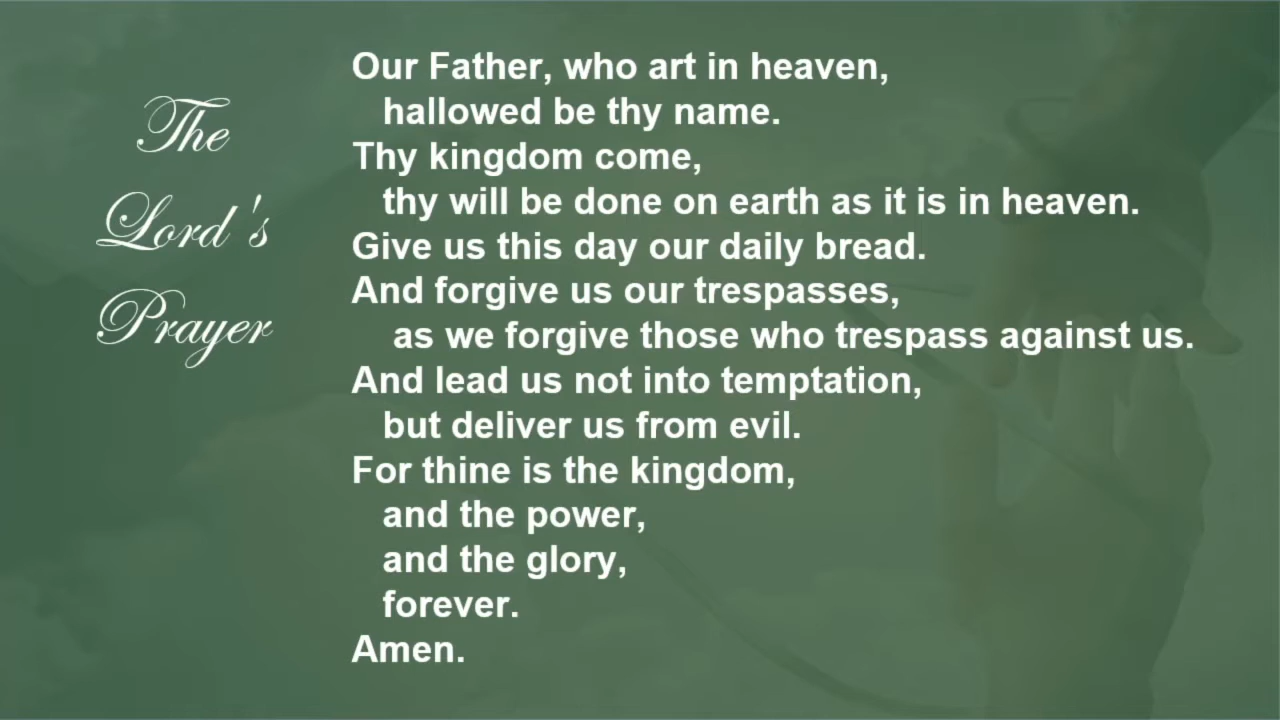 The
Lord's
Prayer
Our Father, who art in heaven,
hallowed be thy name.
Thy kingdom come,
thy will be done on earth as it is in heaven.
Give us this day our daily bread.
And forgive us our trespasses,
as we forgive those who trespass against us.
And lead us not into temptation,
but deliver us from evil.
For thine is the kingdom,
and the power,
and the glory,
forever.
Amen.